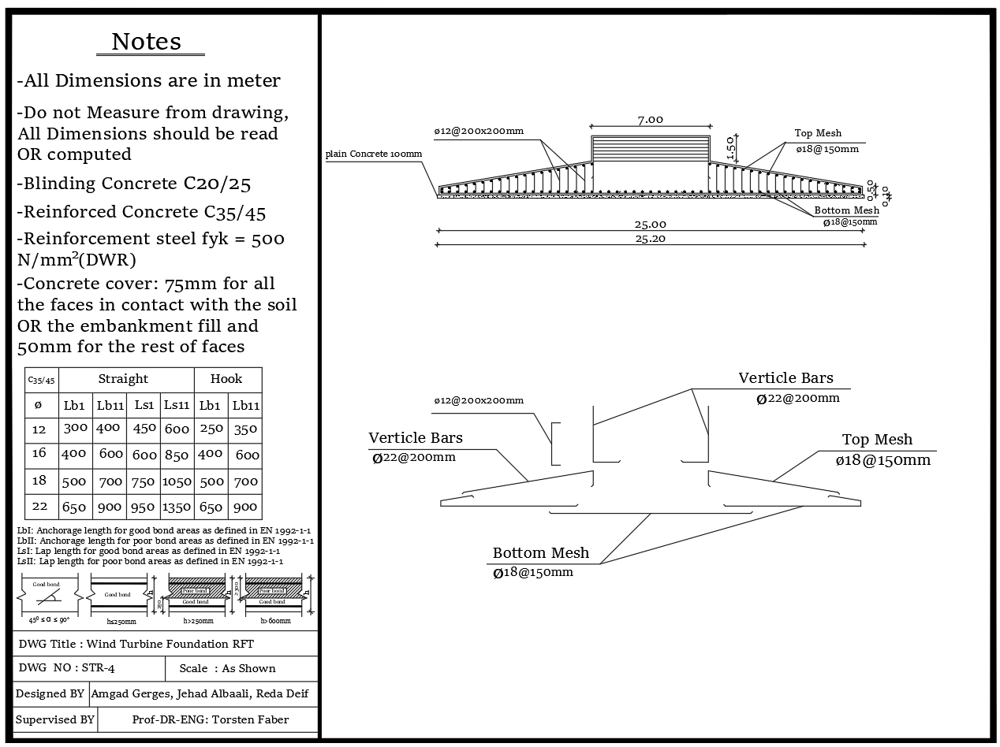 Notes
-All Dimensions are in meter
-Do not Measure from drawing,
All Dimensions should be read
OR computed
-Blinding Concrete C20/25
-Reinforced Concrete C35/45
-Reinforcement steel fyk = 500
N/mm²(DWR)
-Concrete cover: 75mm for all
the faces in contact with the soil
OR the embankment fill and
50mm for the rest of faces
C35/45 Straight Hook
ø Lb1 Lb11 Ls1 Ls11 Lb1 Lb11
12 300 400 450 600 250 350
16 400 600 600 850 400 600
18 500 700 750 1050 500 700
22 650 900 950 1350 650 900
LbI: Anchorage length for good bond areas as defined in EN 1992-1-1
LbII: Anchorage length for poor bond areas as defined in EN 1992-1-1
LsI: Lap length for good bond areas as defined in EN 1992-1-1
LsII: Lap length for poor bond areas as defined in EN 1992-1-1
Good bond
45⁰ ≤ α ≤ 90°
Good bond
h
h≤250mm
Poor bond
Good bond
250
h
h>250mm
Poor bond
Good bond
≥300
h
h>600mm
DWG Title : Wind Turbine Foundation RFT
DWG NO : STR-4 Scale : As Shown
Designed BY Amgad Gerges, Jehad Albaali, Reda Deif
Supervised BY Prof-DR-ENG: Torsten Faber
7.00
ø12@200x200mm
Top Mesh
ø18@150mm
plain Concrete 100mm
1.50
0.50
0.10
Bottom Mesh
Ø18@150mm
25.00
25.20
Verticle Bars
Ø22@200mm
ø12@200x200mm
Verticle Bars
Ø22@200mm
Top Mesh
ø18@150mm
Bottom Mesh
Ø18@150mm